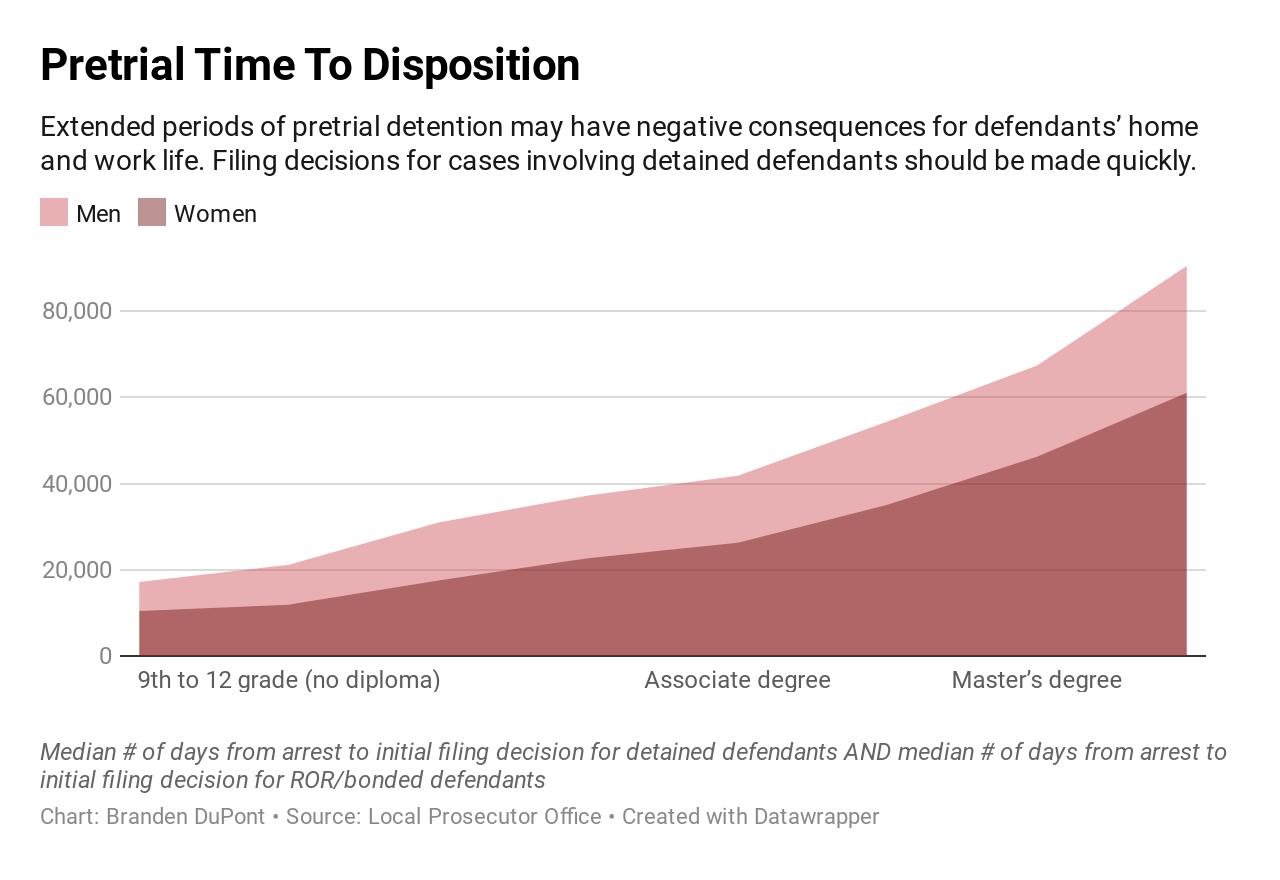 Pretrial Time To Disposition
Extended periods of pretrial detention may have negative consequences for defendants’ home
and work life. Filing decisions for cases involving detained defendants should be made quickly.
Men Women
80,000
60,000
40,000
20,000
0
9th to 12 grade (no diploma) Associate degree Master’s degree
Median # of days from arrest to initial filing decision for detained defendants AND median # of days from arrest to
initial filing decision for ROR/bonded defendants
Chart: Branden DuPont • Source: Local Prosecutor Office • Created with Datawrapper